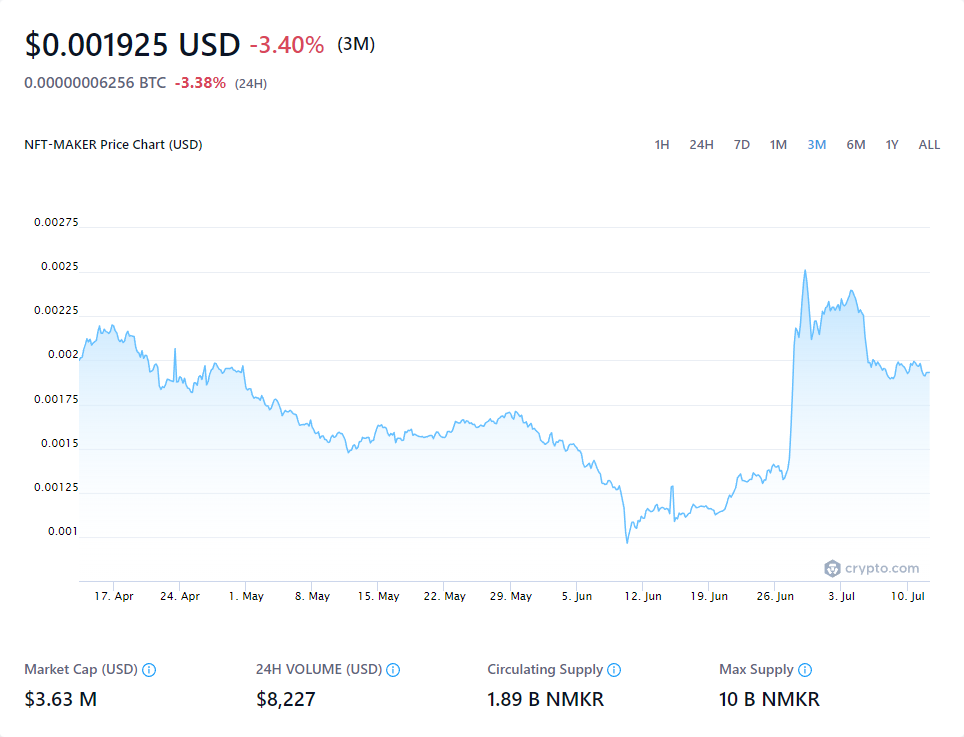 $0.001925 USD -3.40% (3M)
0.00000006256 BTC -3.38% (24H)
NFT-MAKER Price Chart (USD) 1H 24H 7D 1M 3M 6M 1Y ALL
0.00275
0.0025
0.00225
0.002
0.00175
0.0015
0.00125
0.001
crypto.com
17. Apr 24. Apr 1. May 8. May 15. May 22. May 29. May 5. Jun 12. Jun 19. Jun 26. Jun 3. Jul 10. Jul
Market Cap (USD) 24H VOLUME (USD) Circulating Supply Max Supply
$3.63 M $8,227 1.89 B NMKR 10 B NMKR